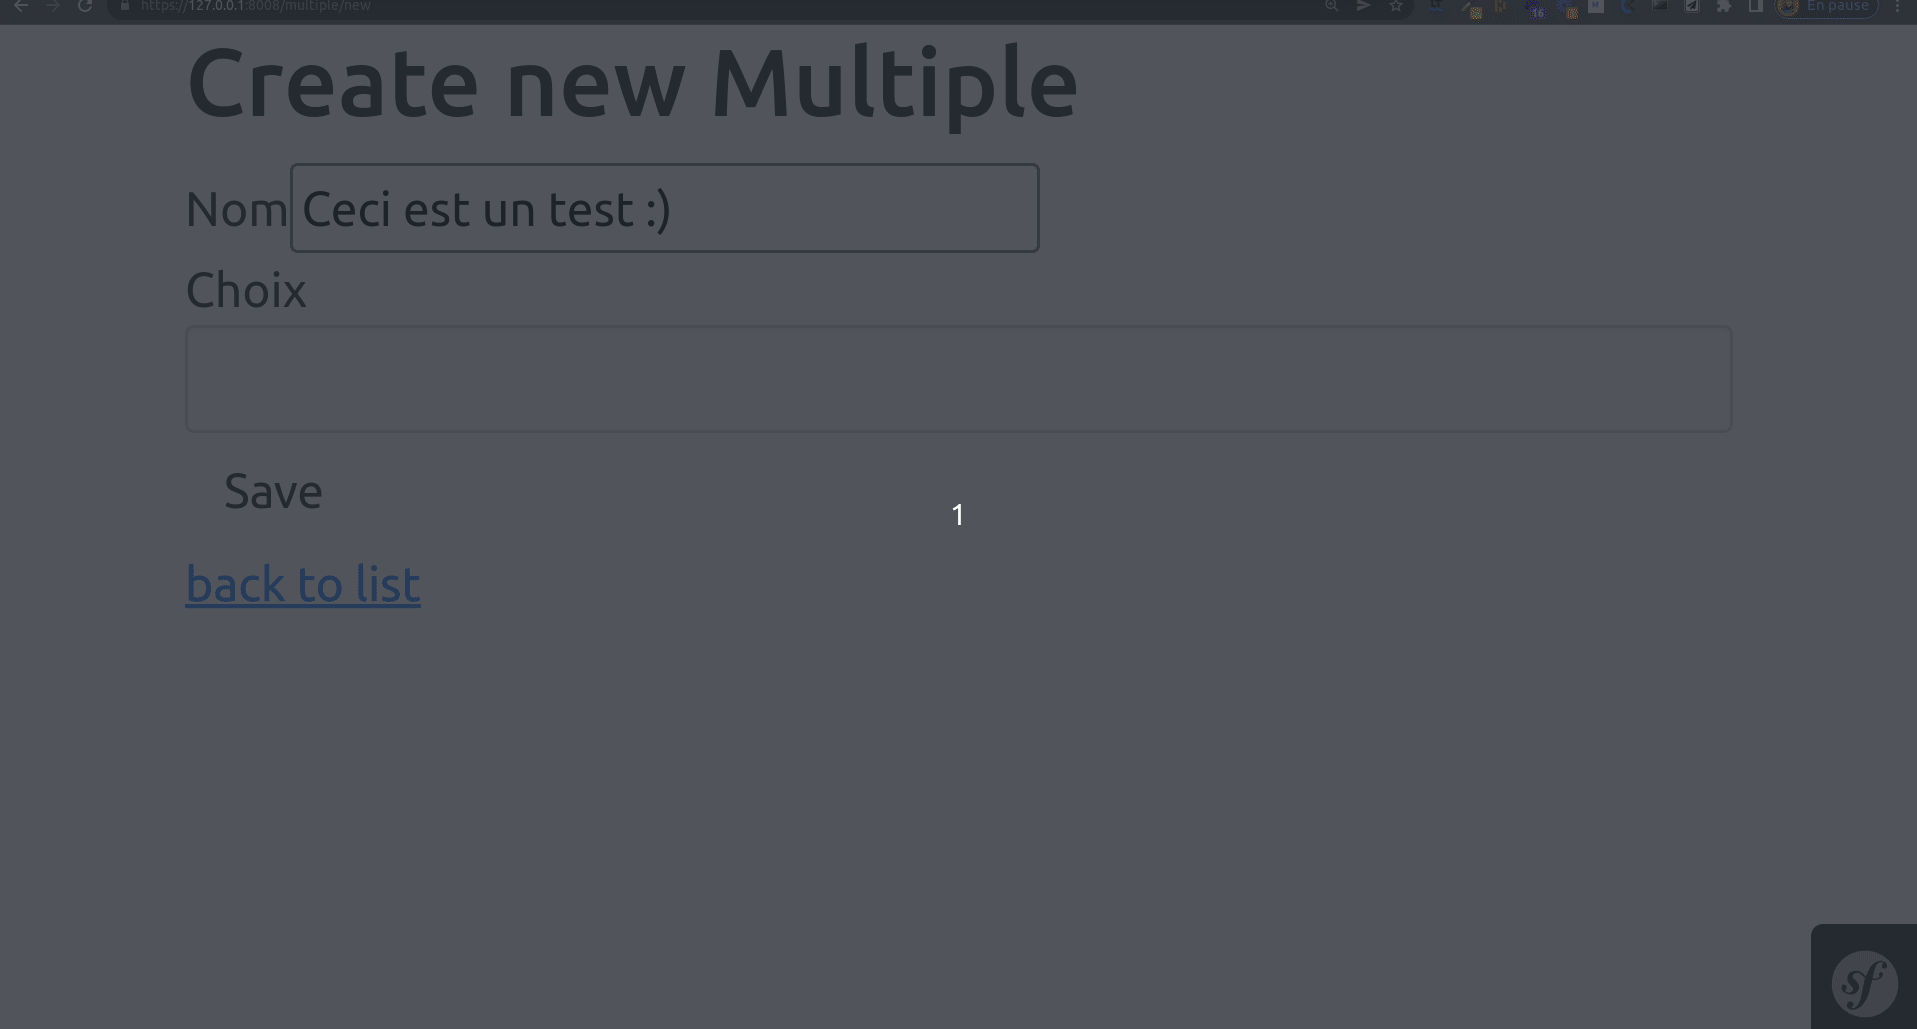 https://127.0.0.1:8008/multiple/new
16
En pause
Create new Multiple
Nom Ceci est un test :)
Choix
Save
1
back to list
sf